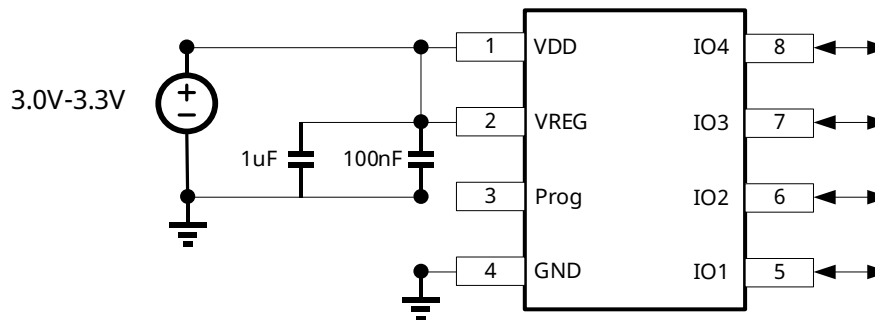 1 VDD IO4 8
3.0V-3.3V
2 VREG IO3 7
1uF 100nF
3 Prog IO2 6
4 GND IO1 5